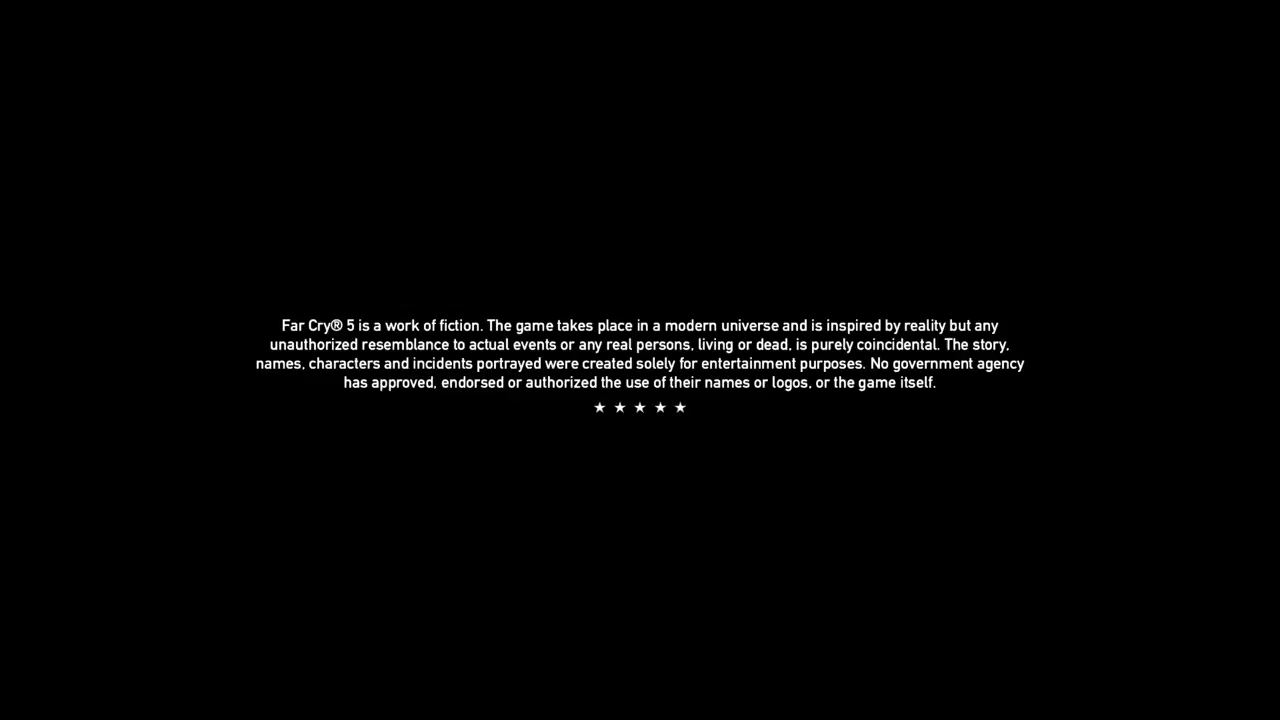 Far Cry® 5 is a work of fiction. The game takes place in a modern universe and is inspired by reality but any
unauthorized resemblance to actual events or any real persons, living or dead, is purely coincidental. The story,
names, characters and incidents portrayed were created solely for entertainment purposes. No government agency
has approved, endorsed or authorized the use of their names or logos, or the game itself.
★ ★ ★ ★ ★